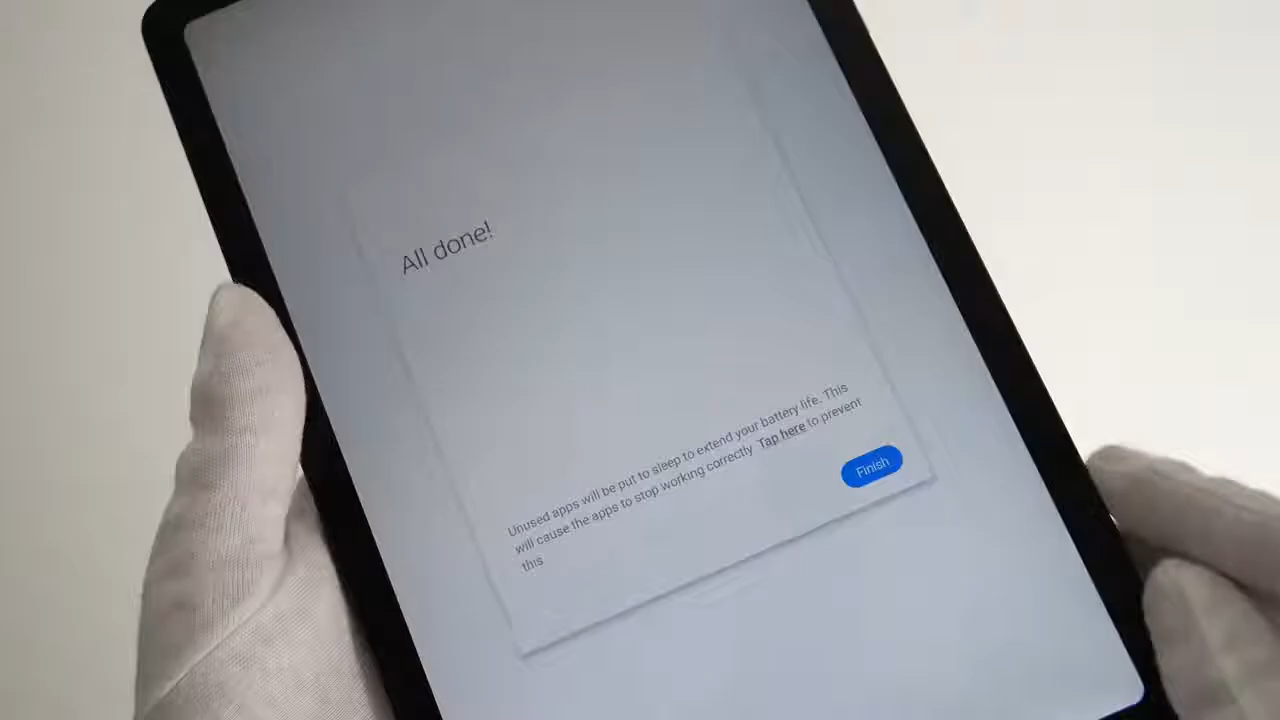 All done!
Unused apps will be put to sleep to extend your battery life. This
will cause the apps to stop working correctly Tap here to prevent
this
Finish